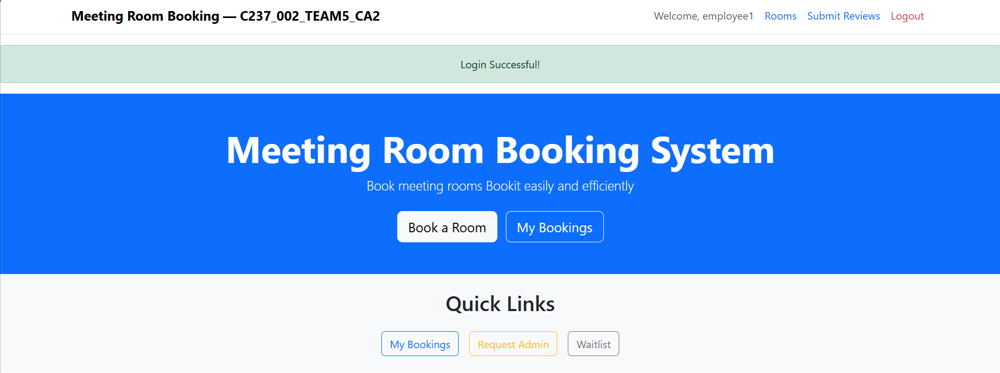 Meeting Room Booking — C237_002_TEAM5_CA2
Welcome, employee1 Rooms Submit Reviews Logout
Login Successful!
Meeting Room Booking System
Book meeting rooms Bookit easily and efficiently
Book a Room My Bookings
Quick Links
My Bookings Request Admin Waitlist